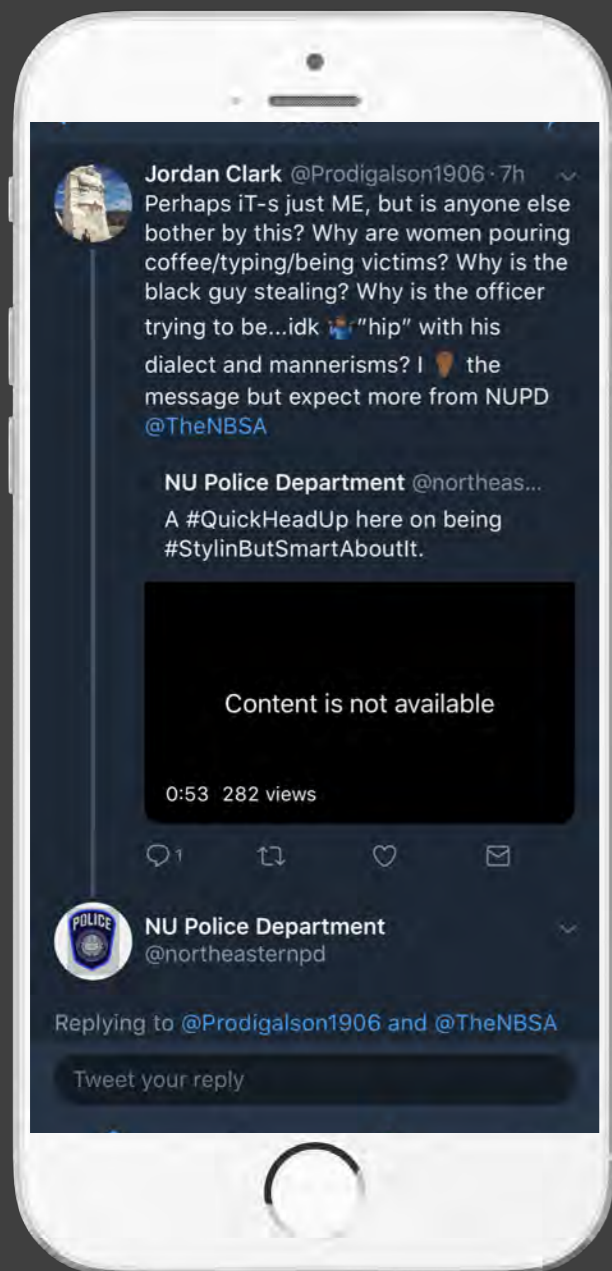 Jordan Clark @Prodigalson1906 · 7h
Perhaps iT-s just ME, but is anyone else
bother by this? Why are women pouring
coffee/typing/being victims? Why is the
black guy stealing? Why is the officer
trying to be...idk 🤷🏾‍♂️"hip" with his
dialect and mannerisms? I 👂🏾 the
message but expect more from NUPD
@TheNBSA
NU Police Department @northeas...
A #QuickHeadUp here on being
#StylinButSmartAboutIt.
Content is not available
0:53 282 views
1
POLICE
NU Police Department
@northeasternpd
Replying to @Prodigalson1906 and @TheNBSA
Tweet your reply